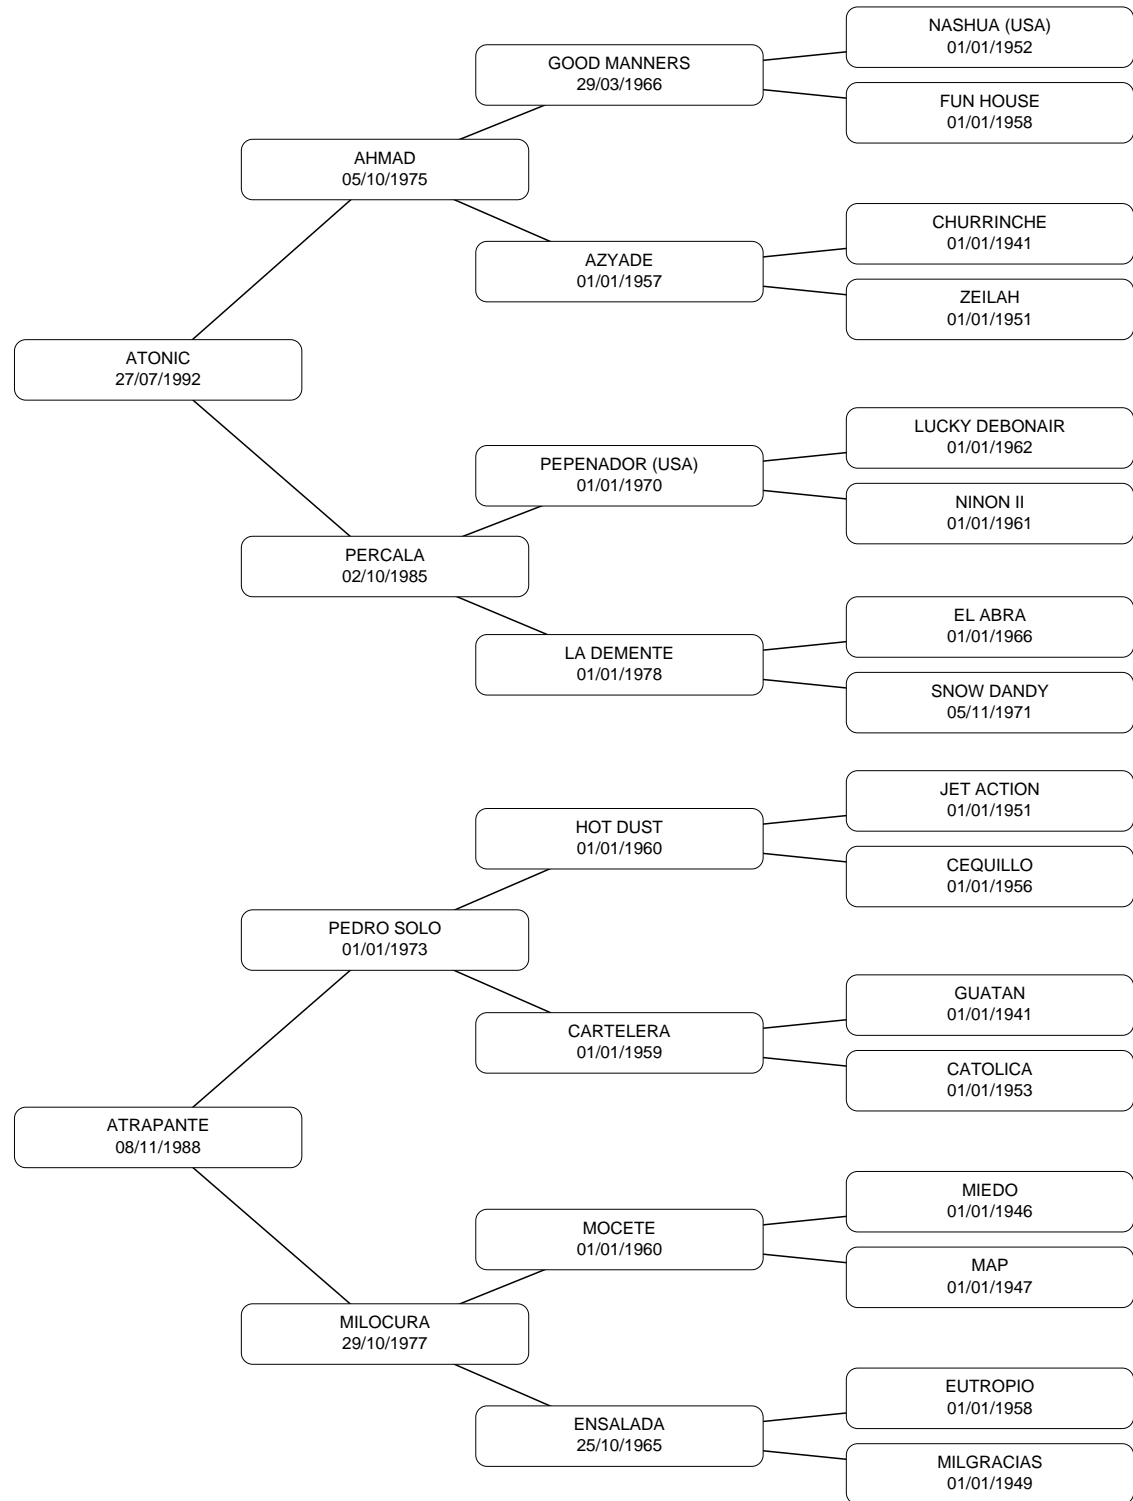 NASHUA (USA)
01/01/1952
GOOD MANNERS
29/03/1966
FUN HOUSE
01/01/1958
AHMAD
05/10/1975
CHURRINCHE
01/01/1941
AZYADE
01/01/1957
ZEILAH
01/01/1951
ATONIC
27/07/1992
LUCKY DEBONAIR
01/01/1962
PEPENADOR (USA)
01/01/1970
NINON II
01/01/1961
PERCALA
02/10/1985
EL ABRA
01/01/1966
LA DEMENTE
01/01/1978
SNOW DANDY
05/11/1971
JET ACTION
01/01/1951
HOT DUST
01/01/1960
CEQUILLO
01/01/1956
PEDRO SOLO
01/01/1973
GUATAN
01/01/1941
CARTELERA
01/01/1959
CATOLICA
01/01/1953
ATRAPANTE
08/11/1988
MIEDO
01/01/1946
MOCETE
01/01/1960
MAP
01/01/1947
MILOCURA
29/10/1977
EUTROPIO
01/01/1958
ENSALADA
25/10/1965
MILGRACIAS
01/01/1949